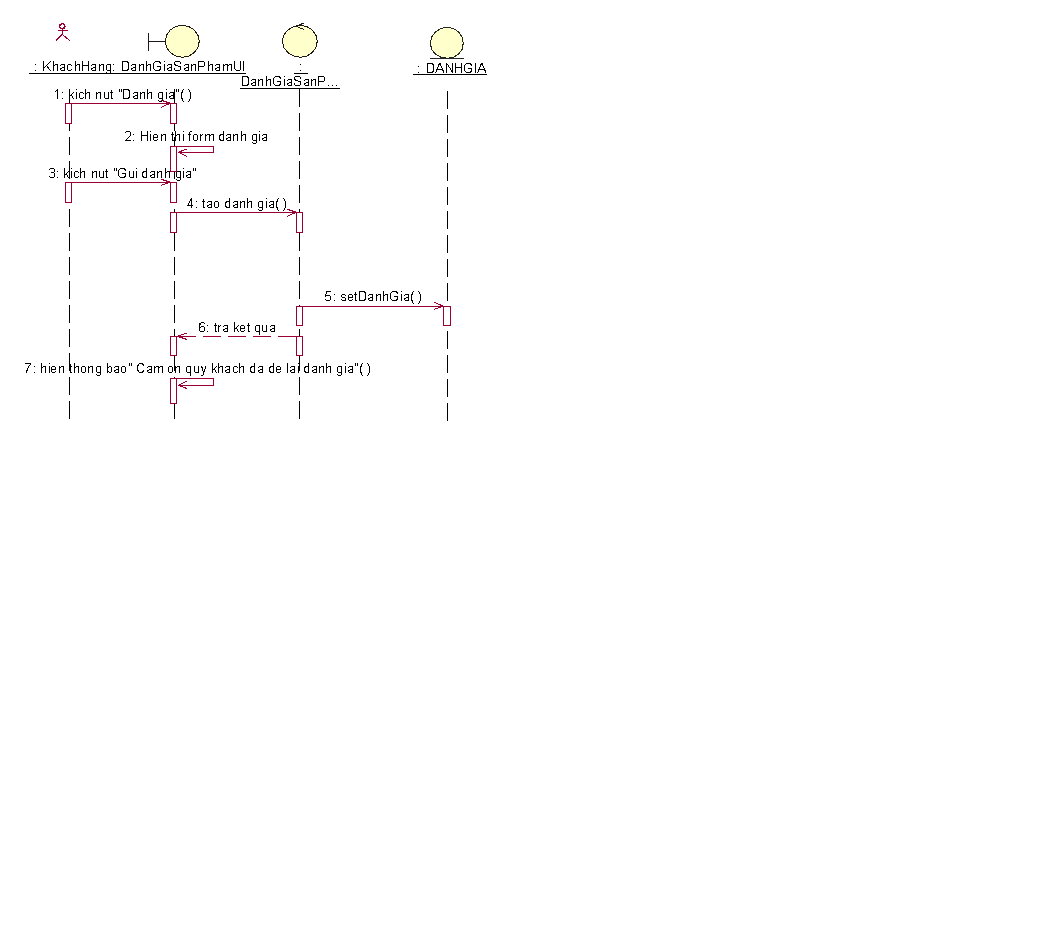 : KhachHang
: DanhGiaSanPhamUI
:
DanhGiaSanP...
: DANHGIA
1: kich nut "Danh gia"( )
2: Hien thi form danh gia
3: kich nut "Gui danh gia"
4: tao danh gia( )
5: setDanhGia( )
6: tra ket qua
7: hien thong bao" Cam on quy khach da de lai danh gia"( )